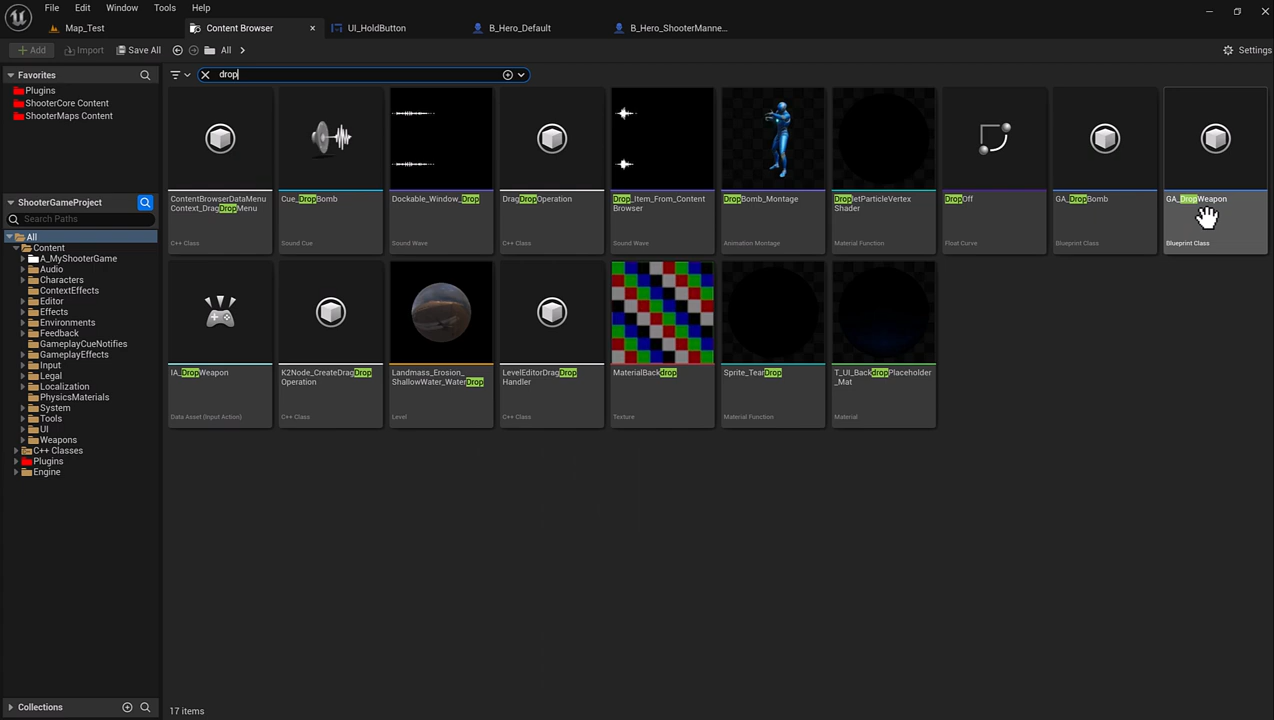 File Edit Window Tools Help
Map_Test Content Browser UI_HoldButton B_Hero_Default B_Hero_ShooterManne...
Add Import Save All All Settings
Favorites
drop
Plugins
ShooterCore Content
ShooterMaps Content
ShooterGameProject
Search Paths
All
Content
A_MyShooterGame
Audio
Characters
ContextEffects
Editor
Effects
Environments
Feedback
GameplayCueNotifies
GameplayEffects
Input
Legal
Localization
PhysicsMaterials
System
Tools
UI
Weapons
C++ Classes
Plugins
Engine
Collections
ContentBrowserDataMenu
Context_DragDropMenu
C++ Class
Cue_DropBomb
Sound Cue
Dockable_Window_Drop
Sound Wave
DragDropOperation
C++ Class
Drop_Item_From_Content
Browser
Sound Wave
DropBomb_Montage
Animation Montage
DropetParticleVertex
Shader
Material Function
DropOff
Float Curve
GA_DropBomb
Blueprint Class
GA_DropWeapon
Blueprint Class
IA_DropWeapon
Data Asset (Input Action)
K2Node_CreateDragDrop
Operation
C++ Class
Landmass_Erosion_
ShallowWater_WaterDrop
Level
LevelEditorDragDrop
Handler
C++ Class
MaterialBackdrop
Texture
Sprite_TearDrop
Material Function
T_UI_BackdropPlaceholder
_Mat
Material
17 items